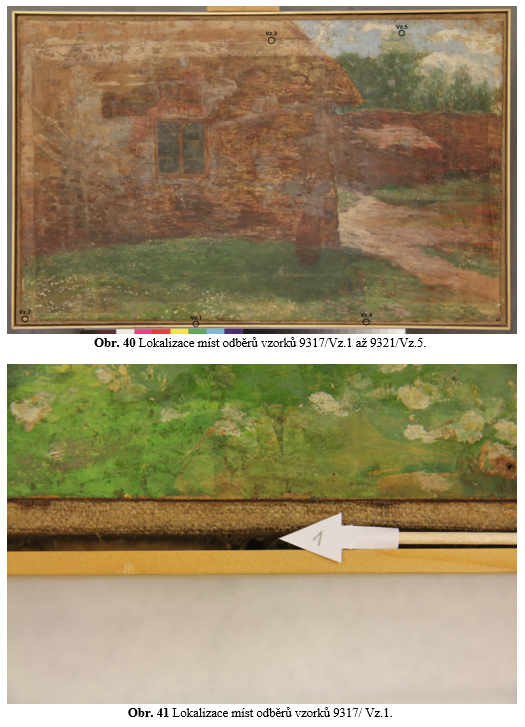 Vz.3
Vz.5
Vz.2
Vz.1
Vz.4
Obr. 40 Lokalizace míst odběrů vzorků 9317/Vz.1 až 9321/Vz.5.
1
Obr. 41 Lokalizace míst odběrů vzorků 9317/ Vz.1.